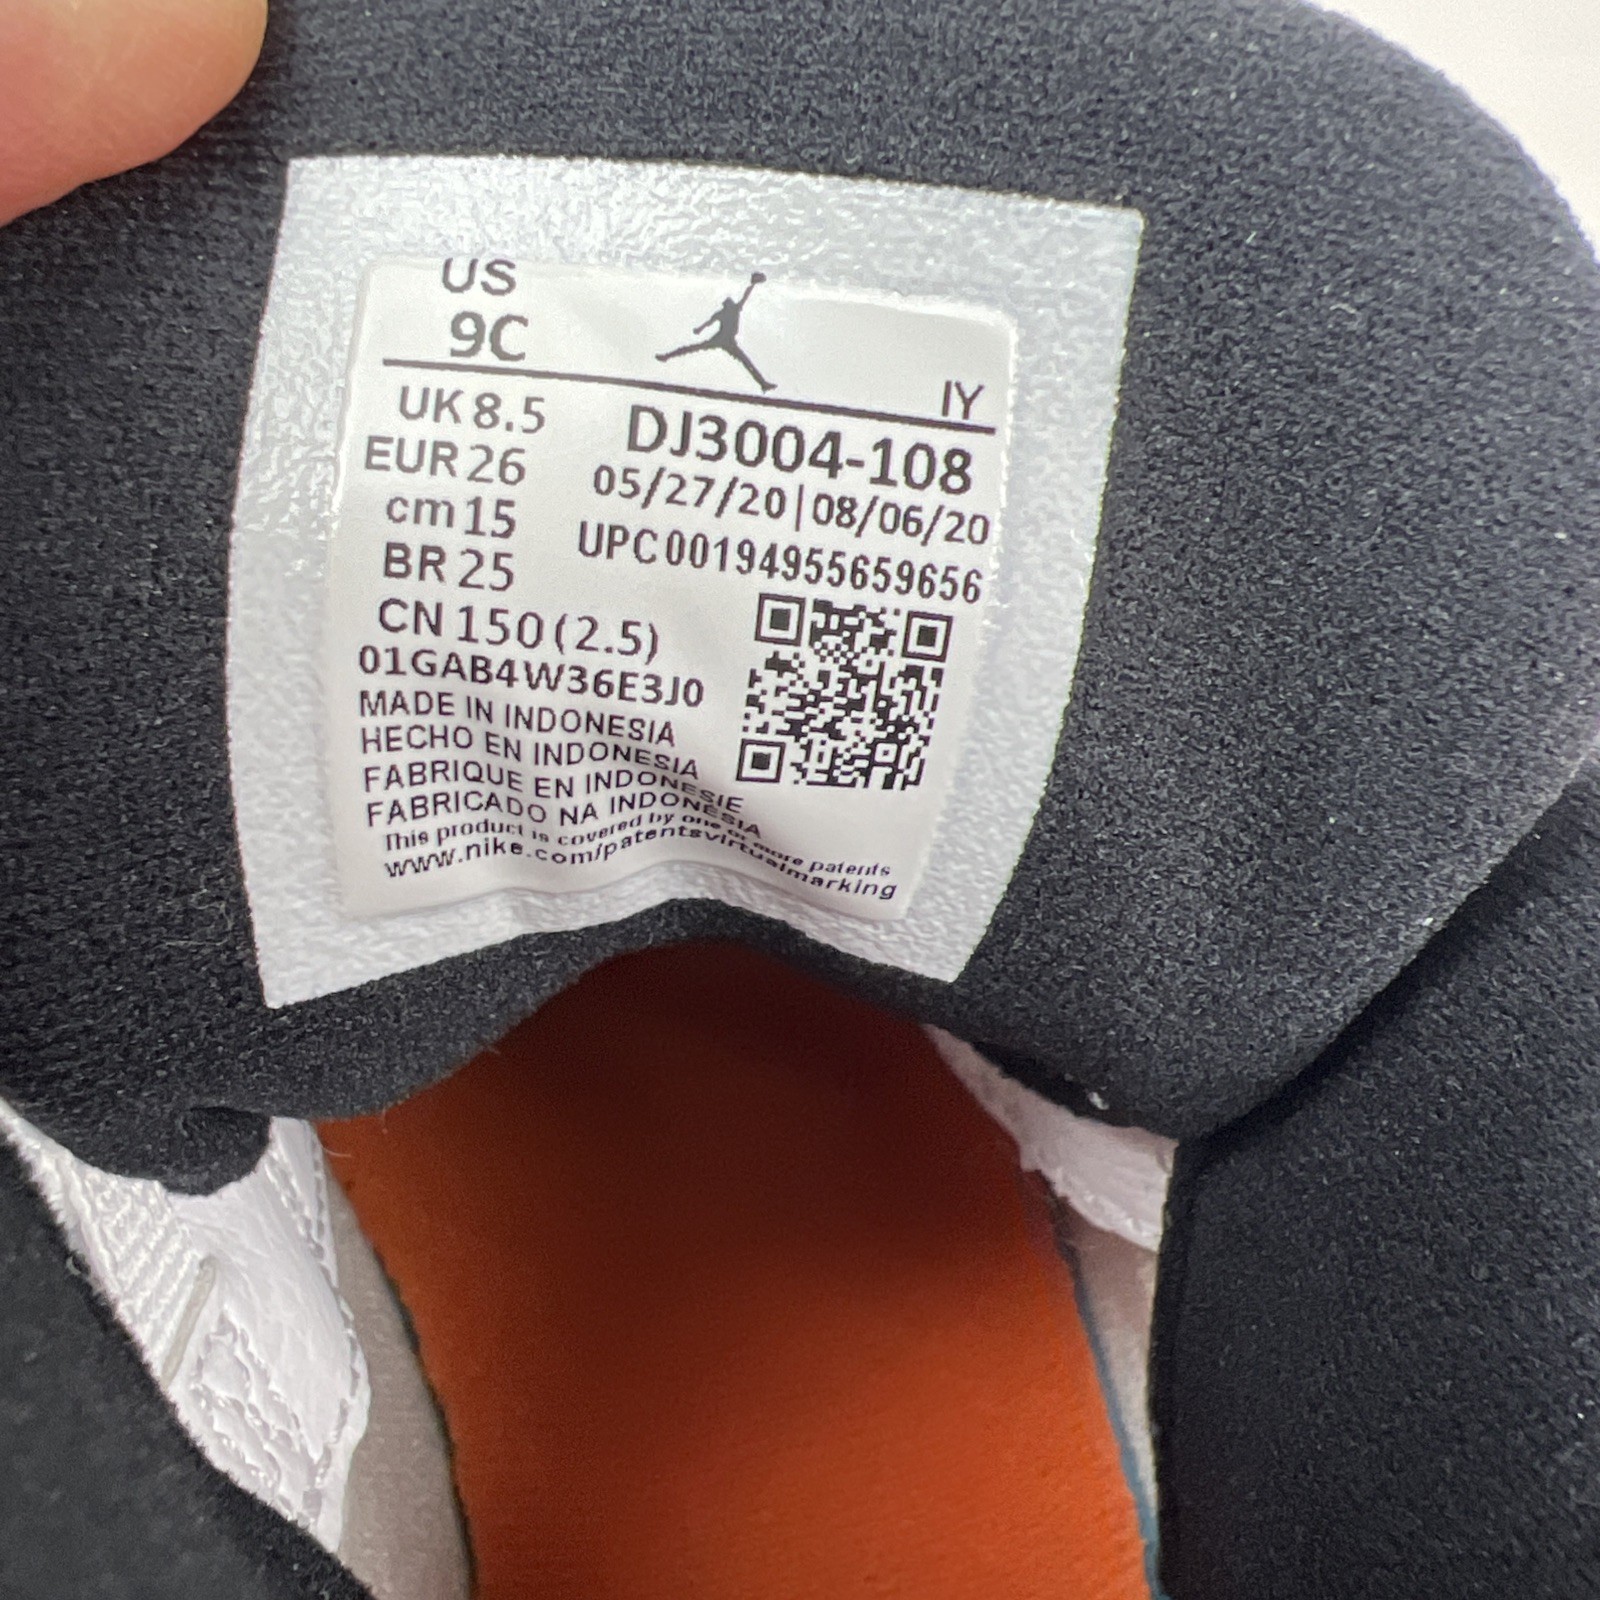 US
9C
IY
UK 8.5
DJ3004-108
EUR 26
05/27/20|08/06/20
cm 15
UPC 00194955659656
BR 25
CN 150 (2.5)
01GAB4W36E3J0
MADE IN INDONESIA
HECHO EN INDONESIA
FABRIQUE EN INDONESIE
FABRICADO NA INDONÉSIA
This product is covered by one or more patents
www.nike.com/patentsvirtualmarking